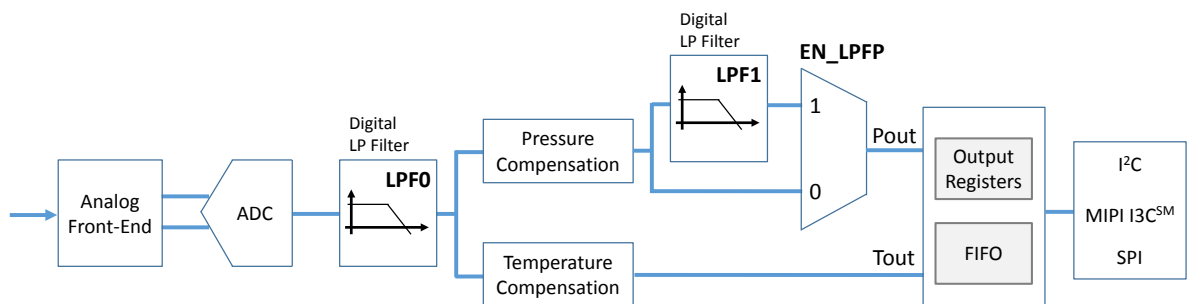 Analog
Front-End
ADC
Digital
LP Filter
LPF0
Pressure
Compensation
Temperature
Compensation
Digital
LP Filter
LPF1
EN_LPFP
1
0
Pout
Tout
Output
Registers
FIFO
I²C
MIPI I3Cˢᴹ
SPI